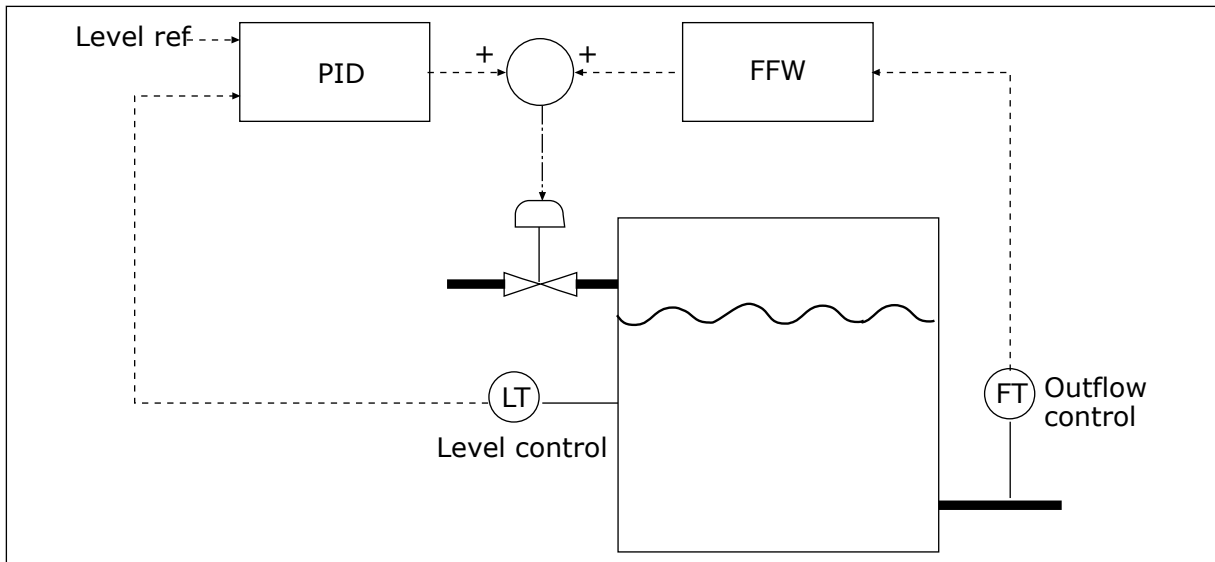 Level ref
PID
+
+
FFW
LT
Level control
FT
Outflow
control